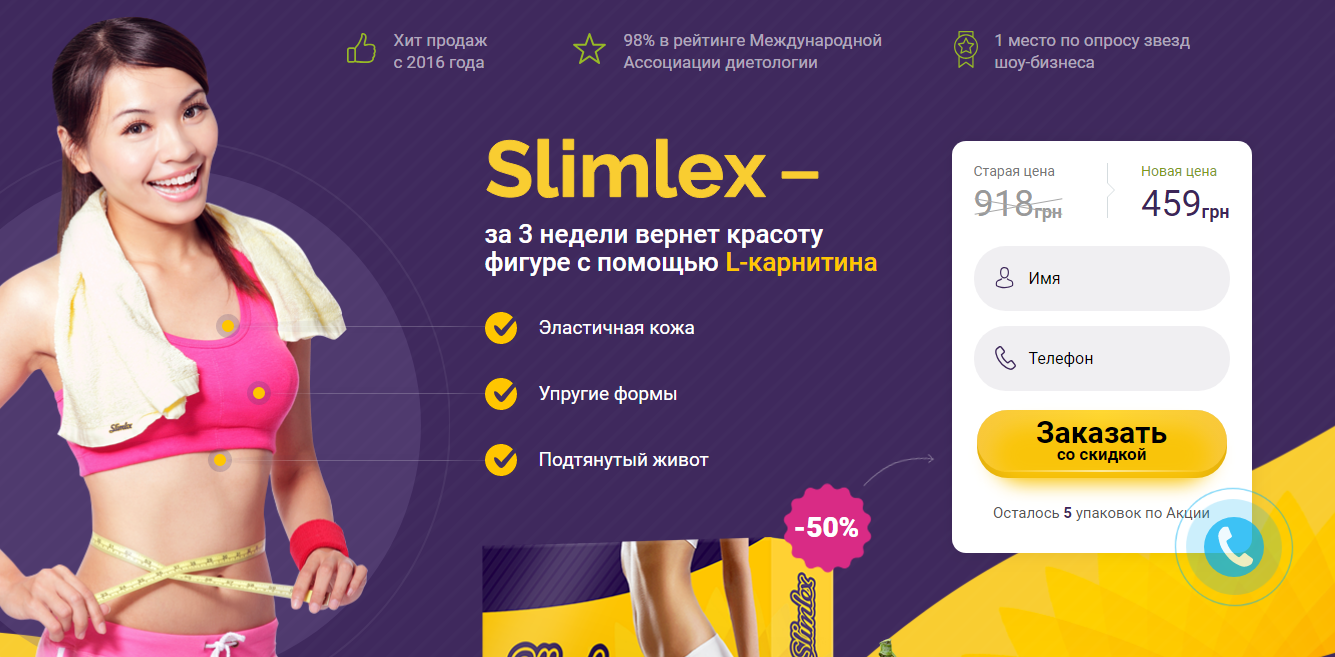 Хит продаж
с 2016 года
98% в рейтинге Международной
Ассоциации диетологии
1 место по опросу звезд
шоу-бизнеса
Slimlex –
за 3 недели вернет красоту
фигуре с помощью L-карнитина
Эластичная кожа
Упругие формы
Подтянутый живот
Старая цена
918грн
Новая цена
459грн
Имя
Телефон
Заказать
со скидкой
Осталось 5 упаковок по Акции
-50%
Slimlex
Slimlex